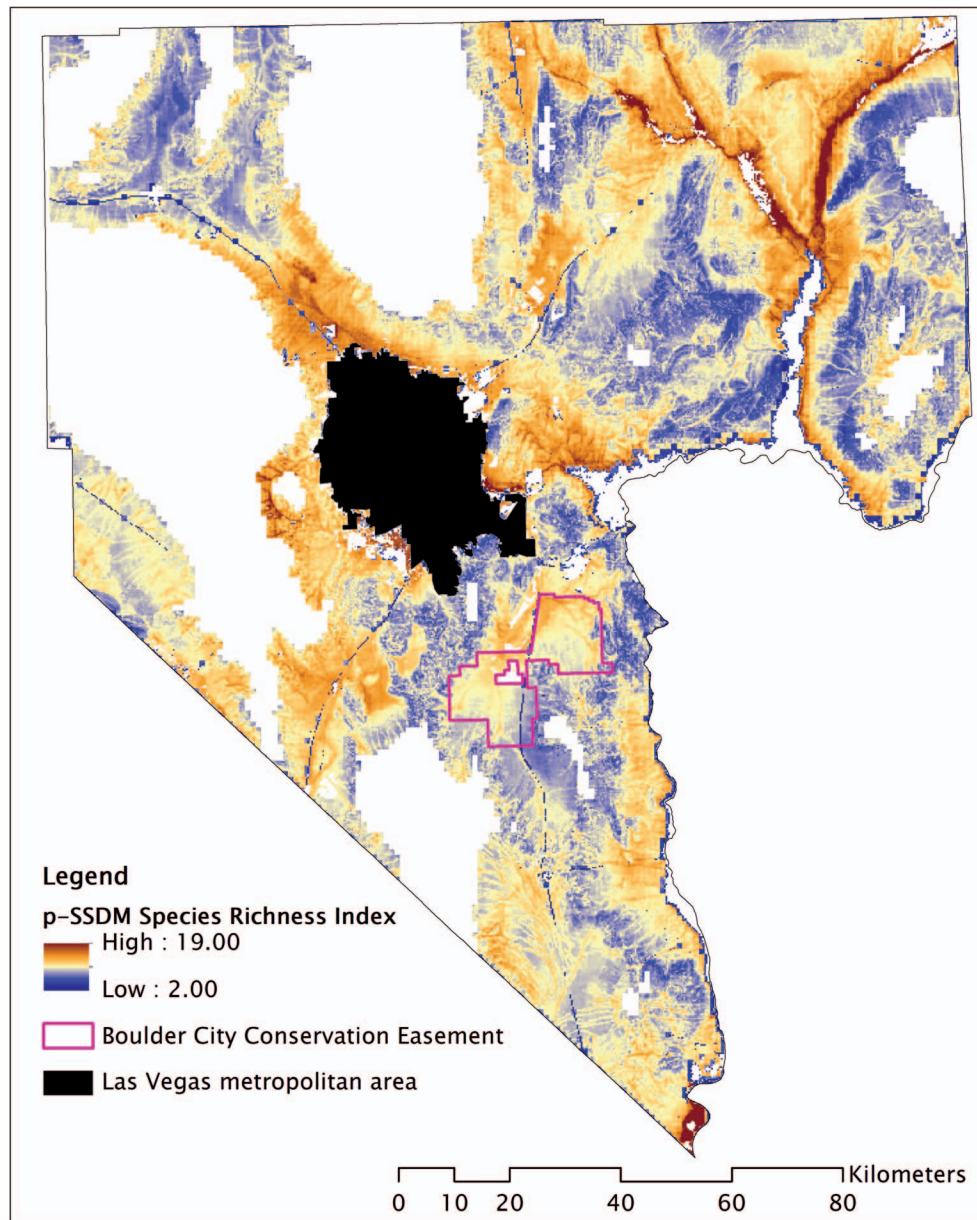 Legend
p-SSDM Species Richness Index
High : 19.00
Low : 2.00
Boulder City Conservation Easement
Las Vegas metropolitan area
Kilometers
0 10 20 40 60 80